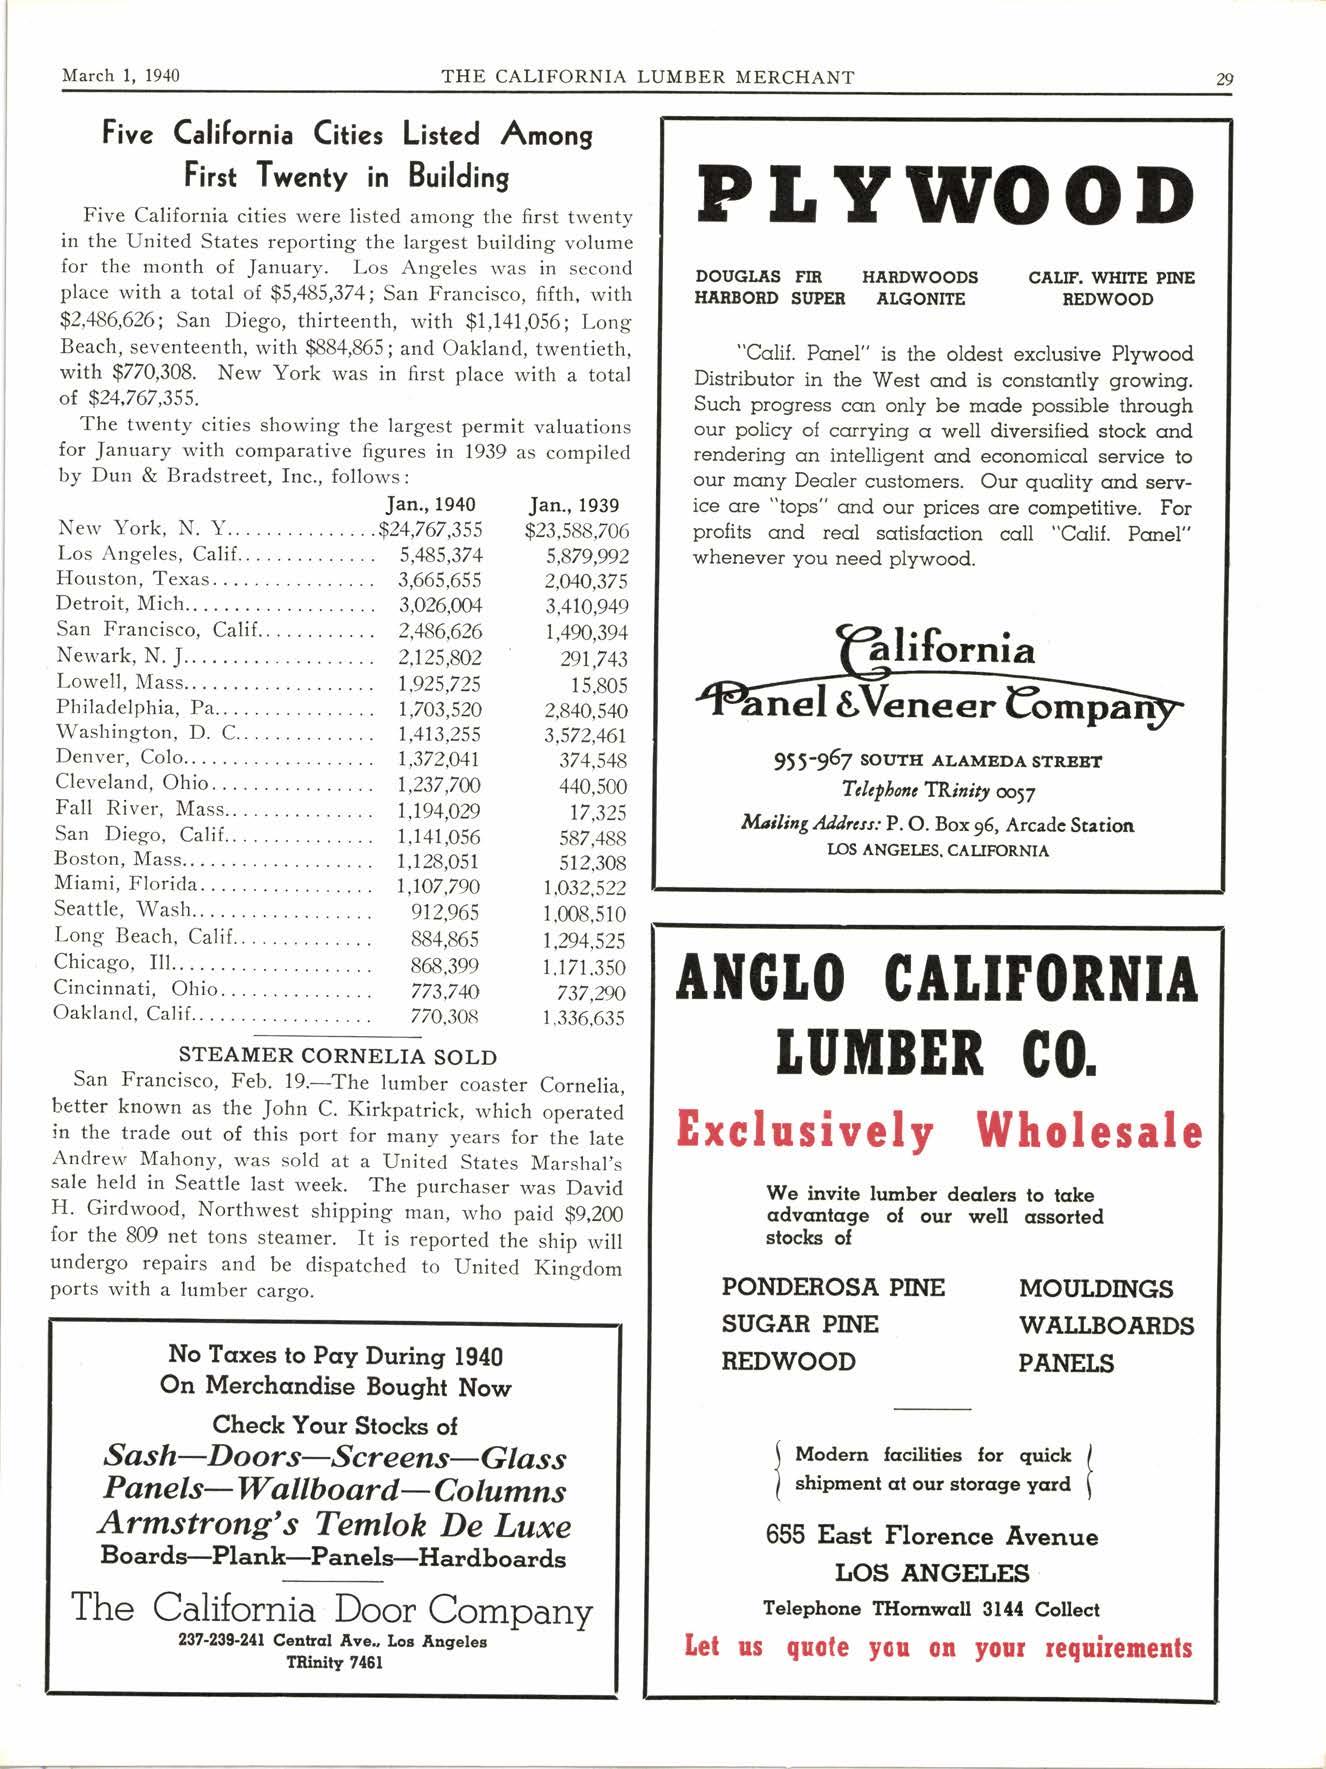 March 1, 1940 THE CALIFORNIA LUMBER MERCHANT 29
Five California Cities Listed Among
First Twenty in Building
Five California cities were listed among the first twenty
in the United States reporting the largest building volume
for the month of January. Los Angeles was in second
place with a total of $5,485,374; San Francisco, fifth, with
$2,486,626; San Diego, thirteenth, with $1,141,056; Long
Beach, seventeenth, with $884,865; and Oakland, twentieth,
with $770,308. New York was in first place with a total
of $24,767,355.
The twenty cities showing the largest permit valuations
for January with comparative figures in 1939 as compiled
by Dun & Bradstreet, Inc., follows:
Jan., 1940 Jan., 1939
New York, N. Y............... $24,767,355 $23,588,706
Los Angeles, Calif.............. 5,485,374 5,879,992
Houston, Texas................ 3,665,655 2,040,375
Detroit, Mich................... 3,026,004 3,410,949
San Francisco, Calif............ 2,486,626 1,490,394
Newark, N. J................... 2,125,802 291,743
Lowell, Mass................... 1,925,725 15,805
Philadelphia, Pa................ 1,703,520 2,840,540
Washington, D. C.............. 1,413,255 3,572,461
Denver, Colo................... 1,372,041 374,548
Cleveland, Ohio................ 1,237,700 440,500
Fall River, Mass............... 1,194,029 17,325
San Diego, Calif............... 1,141,056 587,488
Boston, Mass................... 1,128,051 512,308
Miami, Florida................. 1,107,790 1,032,522
Seattle, Wash.................. 912,965 1,008,510
Long Beach, Calif.............. 884,865 1,294,525
Chicago, Ill.................... 868,399 1,171,350
Cincinnati, Ohio............... 773,740 737,290
Oakland, Calif.................. 770,308 1,336,635
STEAMER CORNELIA SOLD
San Francisco, Feb. 19.—The lumber coaster Cornelia,
better known as the John C. Kirkpatrick, which operated
in the trade out of this port for many years for the late
Andrew Mahony, was sold at a United States Marshal's
sale held in Seattle last week. The purchaser was David
H. Girdwood, Northwest shipping man, who paid $9,200
for the 809 net tons steamer. It is reported the ship will
undergo repairs and be dispatched to United Kingdom
ports with a lumber cargo.
No Taxes to Pay During 1940
On Merchandise Bought Now
Check Your Stocks of
Sash—Doors—Screens—Glass
Panels—Wallboard—Columns
Armstrong's Temlok De Luxe
Boards—Plank—Panels—Hardboards
The California Door Company
237-239-241 Central Ave., Los Angeles
TRinity 7461
PLYWOOD
DOUGLAS FIR HARDWOODS CALIF. WHITE PINE
HARBORD SUPER ALGONITE REDWOOD
"Calif. Panel" is the oldest exclusive Plywood
Distributor in the West and is constantly growing.
Such progress can only be made possible through
our policy of carrying a well diversified stock and
rendering an intelligent and economical service to
our many Dealer customers. Our quality and serv-
ice are "tops" and our prices are competitive. For
profits and real satisfaction call "Calif. Panel"
whenever you need plywood.
California
Panel & Veneer Company
955-967 SOUTH ALAMEDA STREET
Telephone TRinity 0057
Mailing Address: P. O. Box 96, Arcade Station
LOS ANGELES, CALIFORNIA
ANGLO CALIFORNIA
LUMBER CO.
Exclusively Wholesale
We invite lumber dealers to take
advantage of our well assorted
stocks of
PONDEROSA PINE MOULDINGS
SUGAR PINE WALLBOARDS
REDWOOD PANELS
Modern facilities for quick
shipment at our storage yard
655 East Florence Avenue
LOS ANGELES
Telephone THornwall 3144 Collect
Let us quote you on your requirements